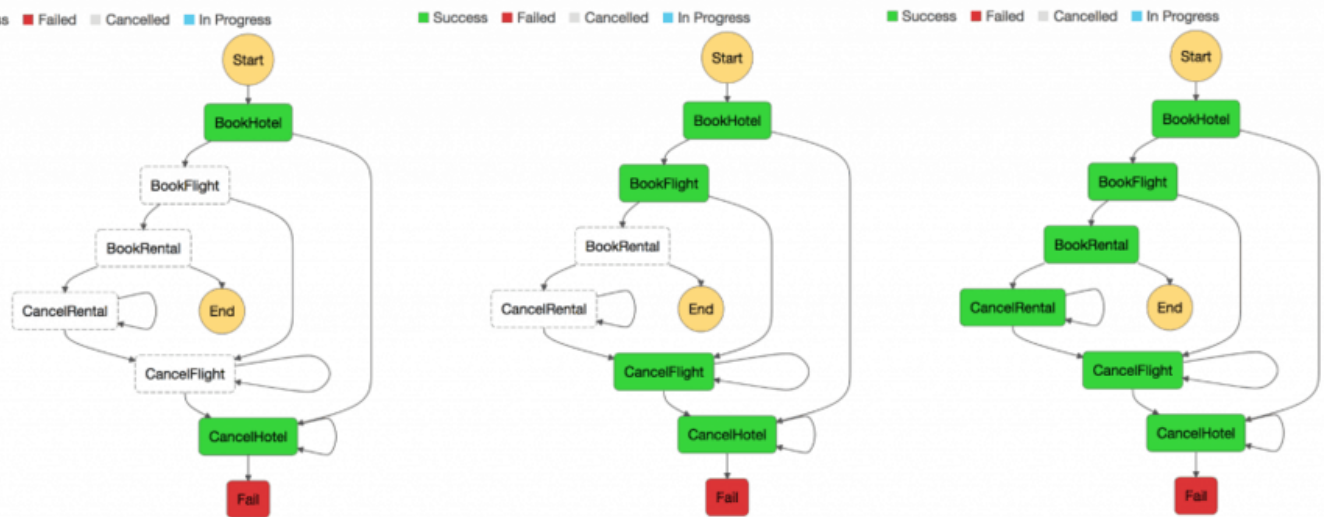 s Failed Cancelled In Progress
Start
BookHotel
BookFlight
BookRental
CancelRental
End
CancelFlight
CancelHotel
Fail
Success Failed Cancelled In Progress
Start
BookHotel
BookFlight
BookRental
CancelRental
End
CancelFlight
CancelHotel
Fail
Success Failed Cancelled In Progress
Start
BookHotel
BookFlight
BookRental
CancelRental
End
CancelFlight
CancelHotel
Fail